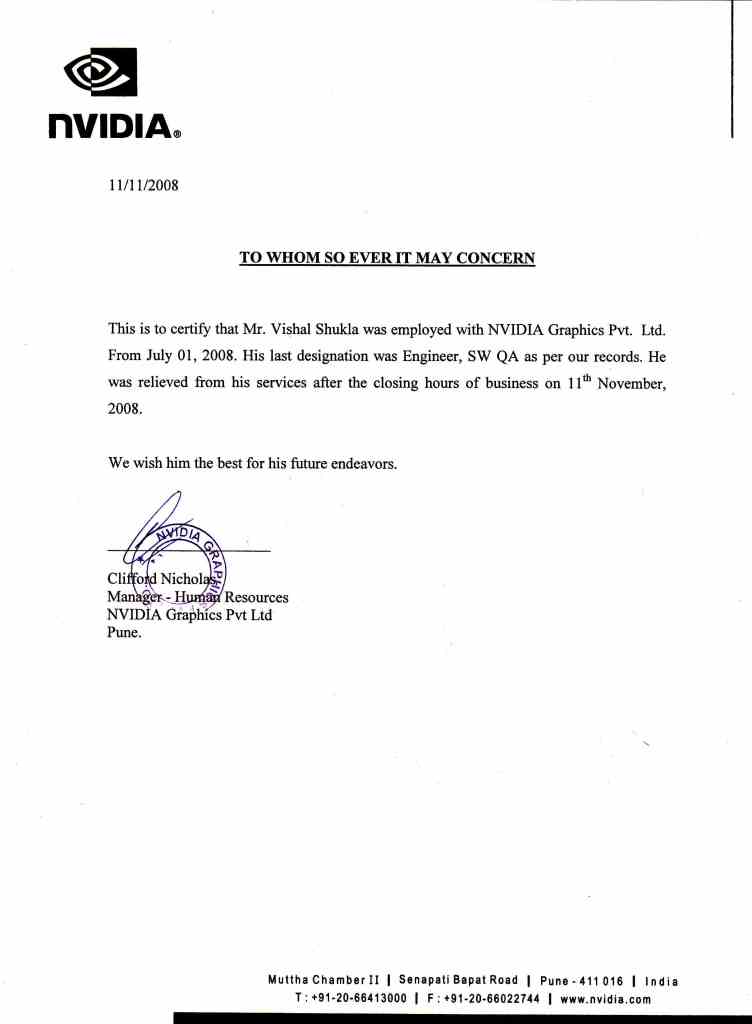 nVIDIA®
11/11/2008
TO WHOM SO EVER IT MAY CONCERN
This is to certify that Mr. Vishal Shukla was employed with NVIDIA Graphics Pvt. Ltd.
From July 01, 2008. His last designation was Engineer, SW QA as per our records. He
was relieved from his services after the closing hours of business on 11th November,
2008.
We wish him the best for his future endeavors.
NVIDIA GRAPHIC
Clifford Nicholas
Manager - Human Resources
NVIDIA Graphics Pvt Ltd
Pune.
Muttha Chamber II | Senapati Bapat Road | Pune - 411 016 | India
T : +91-20-66413000 | F : +91-20-66022744 | www.nvidia.com